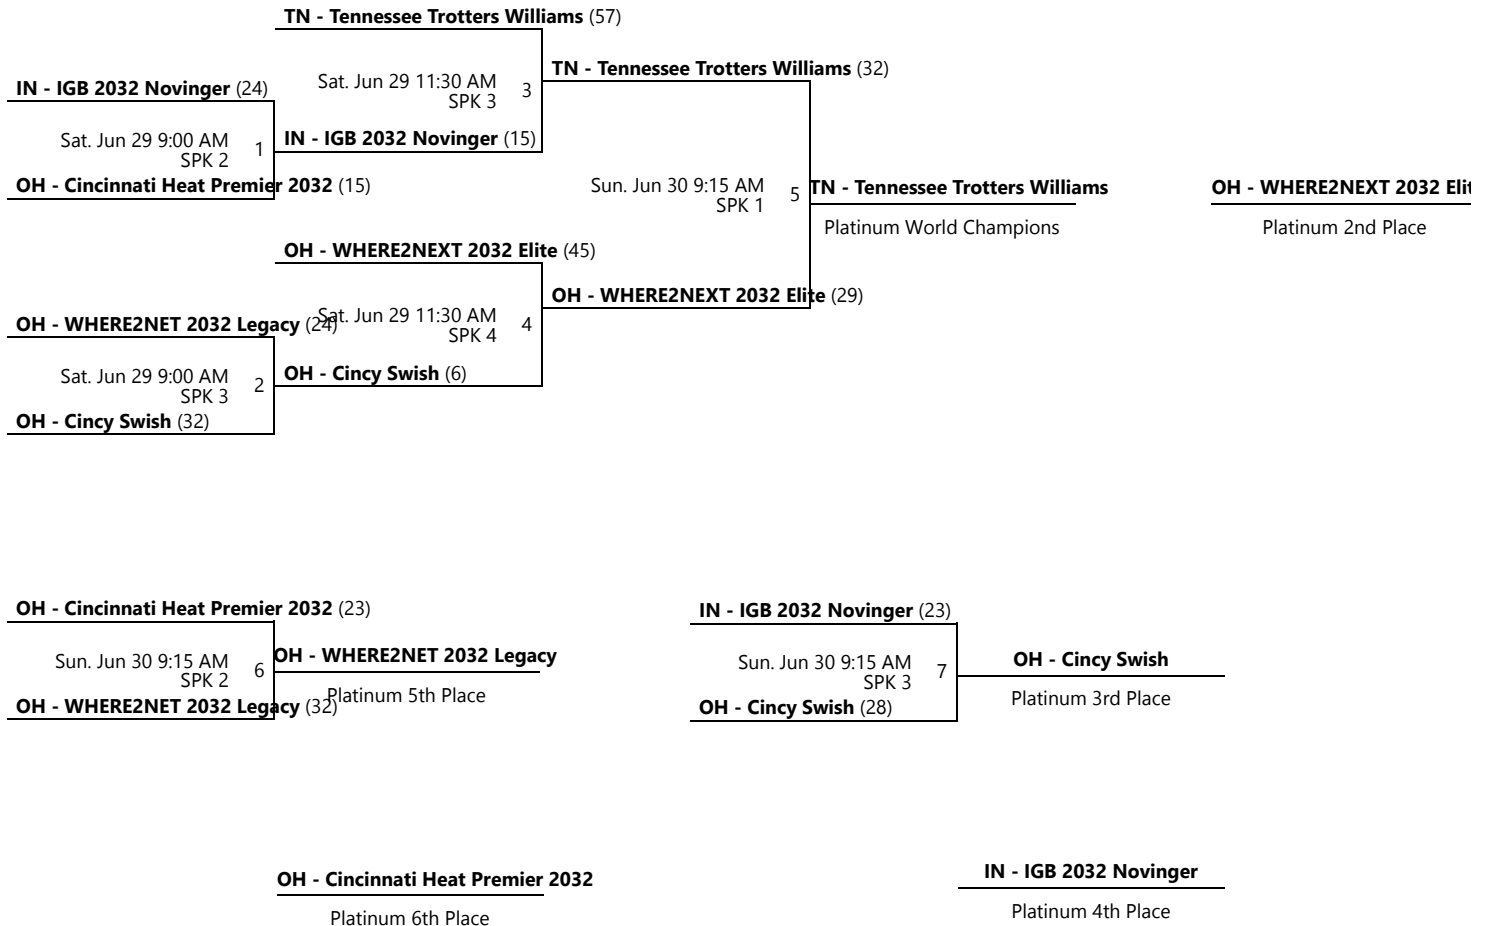 TN - Tennessee Trotters Williams (57)
TN - Tennessee Trotters Williams (32)
IN - IGB 2032 Novinger (24)
Sat. Jun 29 11:30 AM
SPK 3
3
Sat. Jun 29 9:00 AM
SPK 2
1
IN - IGB 2032 Novinger (15)
OH - Cincinnati Heat Premier 2032 (15)
Sun. Jun 30 9:15 AM
SPK 1
5
TN - Tennessee Trotters Williams
Platinum World Champions
OH - WHERE2NEXT 2032 Elit
Platinum 2nd Place
OH - WHERE2NEXT 2032 Elite (45)
OH - WHERE2NEXT 2032 Elite (29)
OH - WHERE2NET 2032 Legacy (24)
Sat. Jun 29 11:30 AM
SPK 4
4
Sat. Jun 29 9:00 AM
SPK 3
2
OH - Cincy Swish (6)
OH - Cincy Swish (32)
OH - Cincinnati Heat Premier 2032 (23)
Sun. Jun 30 9:15 AM
SPK 2
6
OH - WHERE2NET 2032 Legacy
Platinum 5th Place
OH - WHERE2NET 2032 Legacy (32)
IN - IGB 2032 Novinger (23)
Sun. Jun 30 9:15 AM
SPK 3
7
OH - Cincy Swish
Platinum 3rd Place
OH - Cincy Swish (28)
OH - Cincinnati Heat Premier 2032
Platinum 6th Place
IN - IGB 2032 Novinger
Platinum 4th Place